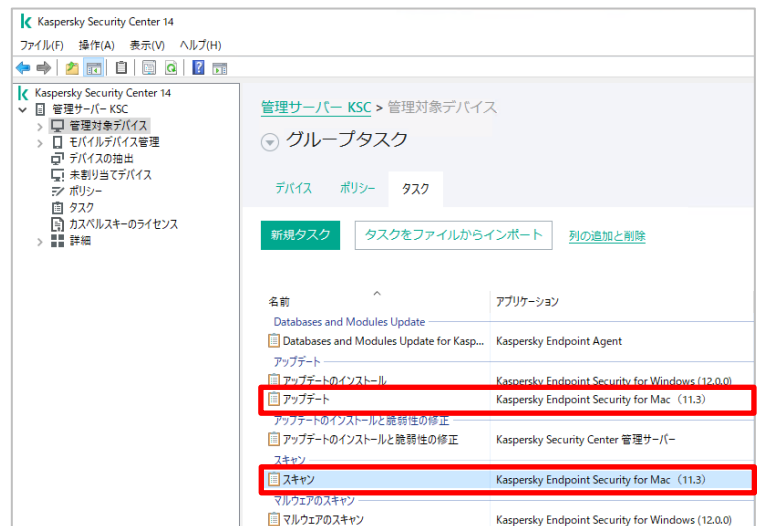 Kaspersky Security Center 14
ファイル(F) 操作(A) 表示(V) ヘルプ(H)
Kaspersky Security Center 14
管理サーバー KSC
管理対象デバイス
モバイルデバイス管理
デバイスの抽出
未割り当てデバイス
ポリシー
タスク
カスペルスキーのライセンス
詳細
管理サーバー KSC > 管理対象デバイス
グループタスク
デバイス ポリシー タスク
新規タスク タスクをファイルからインポート 列の追加と削除
名前 アプリケーション
Databases and Modules Update
Databases and Modules Update for Kasp... Kaspersky Endpoint Agent
アップデート
アップデートのインストール Kaspersky Endpoint Security for Windows (12.0.0)
アップデート Kaspersky Endpoint Security for Mac（11.3）
アップデートのインストールと脆弱性の修正
アップデートのインストールと脆弱性の修正 Kaspersky Security Center 管理サーバー
スキャン
スキャン Kaspersky Endpoint Security for Mac（11.3）
マルウェアのスキャン
マルウェアのスキャン Kaspersky Endpoint Security for Windows (12.0.0)